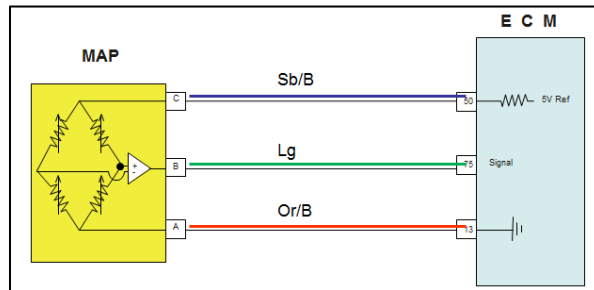 E C M
MAP
C
Sb/B
50
5V Ref
+
-
B
Lg
75
Signal
A
Or/B
13